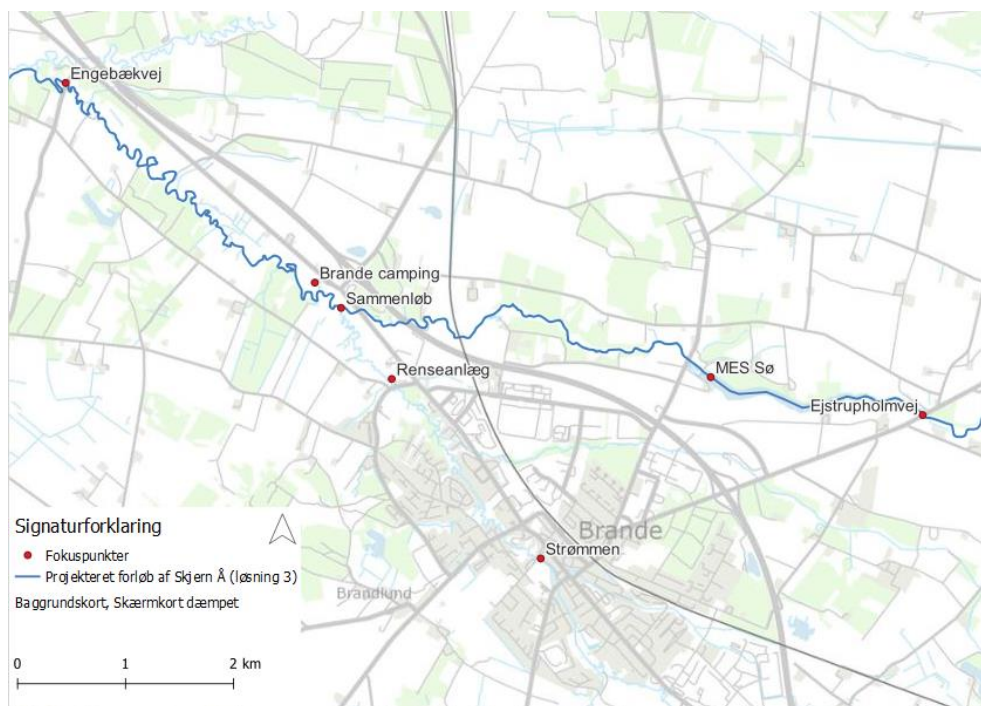 Engebækvej
Brande camping
Sammenløb
Renseanlæg
MES Sø
Ejstrupholmvej
Brande
Strømmen
Brandlund
Signaturforklaring
Fokuspunkter
Projekteret forløb af Skjern Å (løsning 3)
Baggrundskort, Skærmkort dæmpet
0 1 2 km